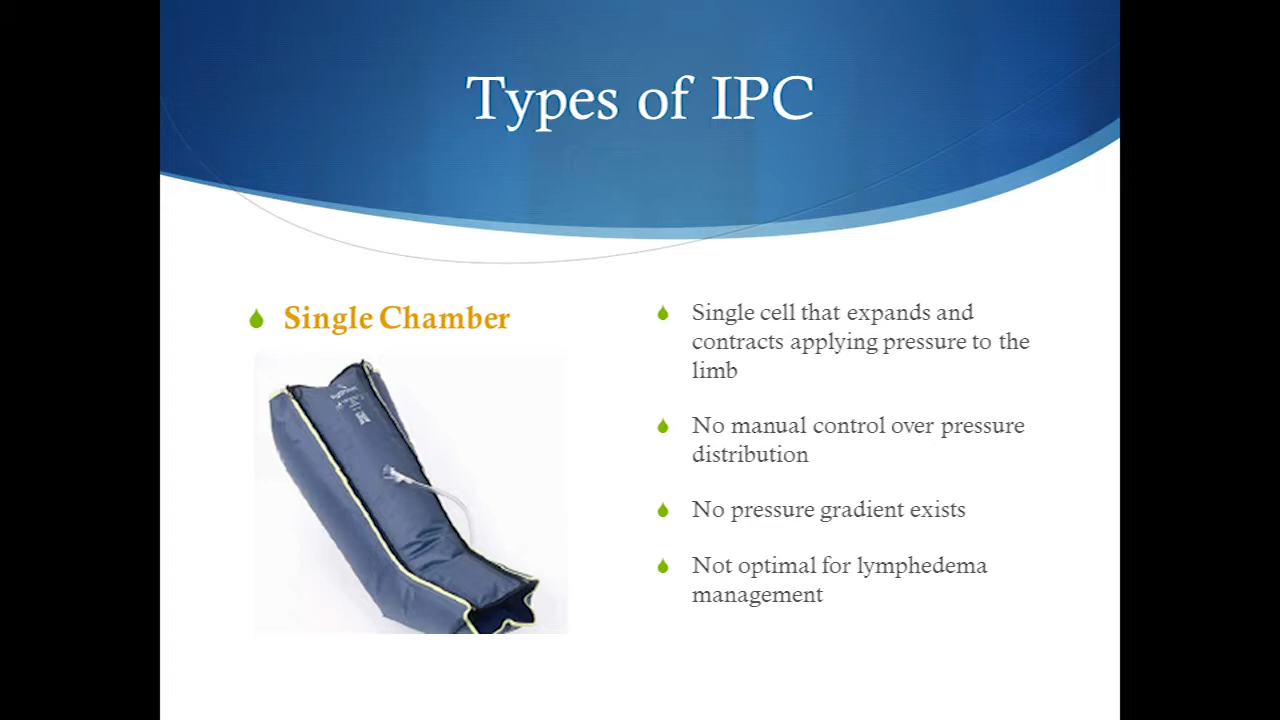 Types of IPC
Single Chamber
Single cell that expands and
contracts applying pressure to the
limb
No manual control over pressure
distribution
No pressure gradient exists
Not optimal for lymphedema
management